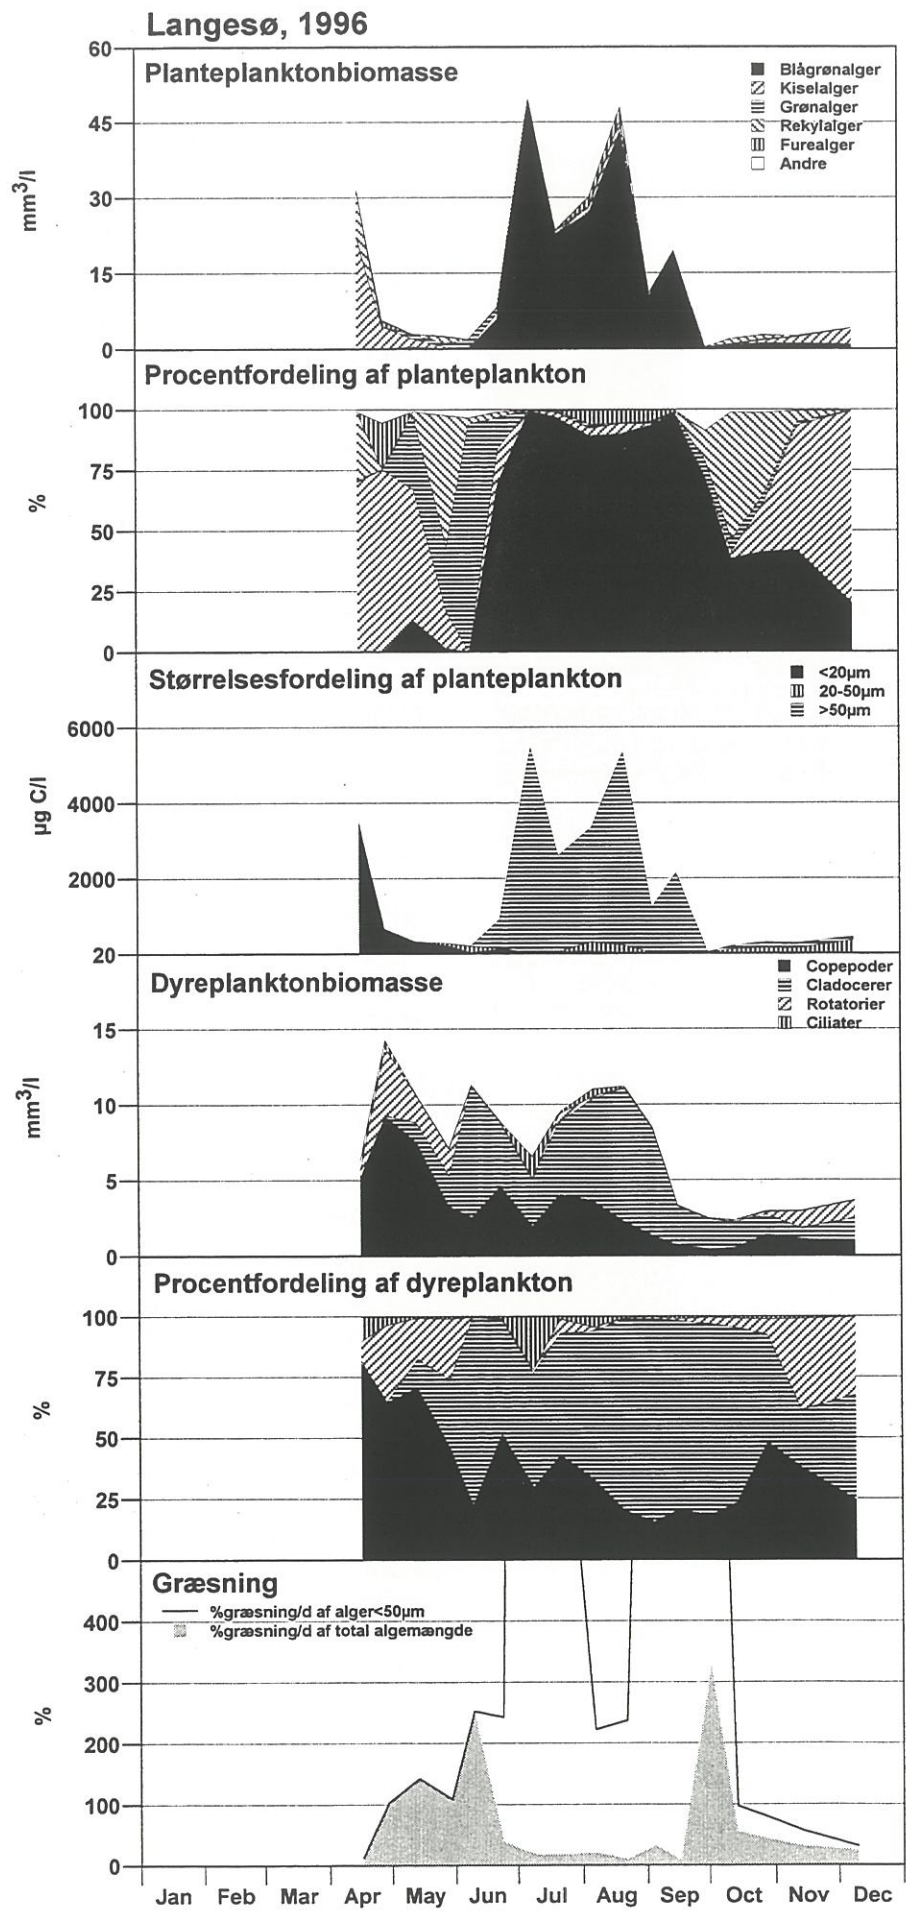 Langesø, 1996
Planteplanktonbiomasse
Blågrønalger
Kiselalger
Grønalger
Rekylalger
Furealger
Andre
60
45
30
15
0
mm³/l
Procentfordeling af planteplankton
100
75
50
25
0
%
Størrelsesfordeling af planteplankton
<20µm
20-50µm
>50µm
6000
4000
2000
20
µg C/l
Dyreplanktonbiomasse
Copepoder
Cladocerer
Rotatorier
Ciliater
15
10
5
0
mm³/l
Procentfordeling af dyreplankton
100
75
50
25
0
%
Græsning
%græsning/d af alger<50µm
%græsning/d af total algemængde
400
300
200
100
0
%
Jan Feb Mar Apr May Jun Jul Aug Sep Oct Nov Dec